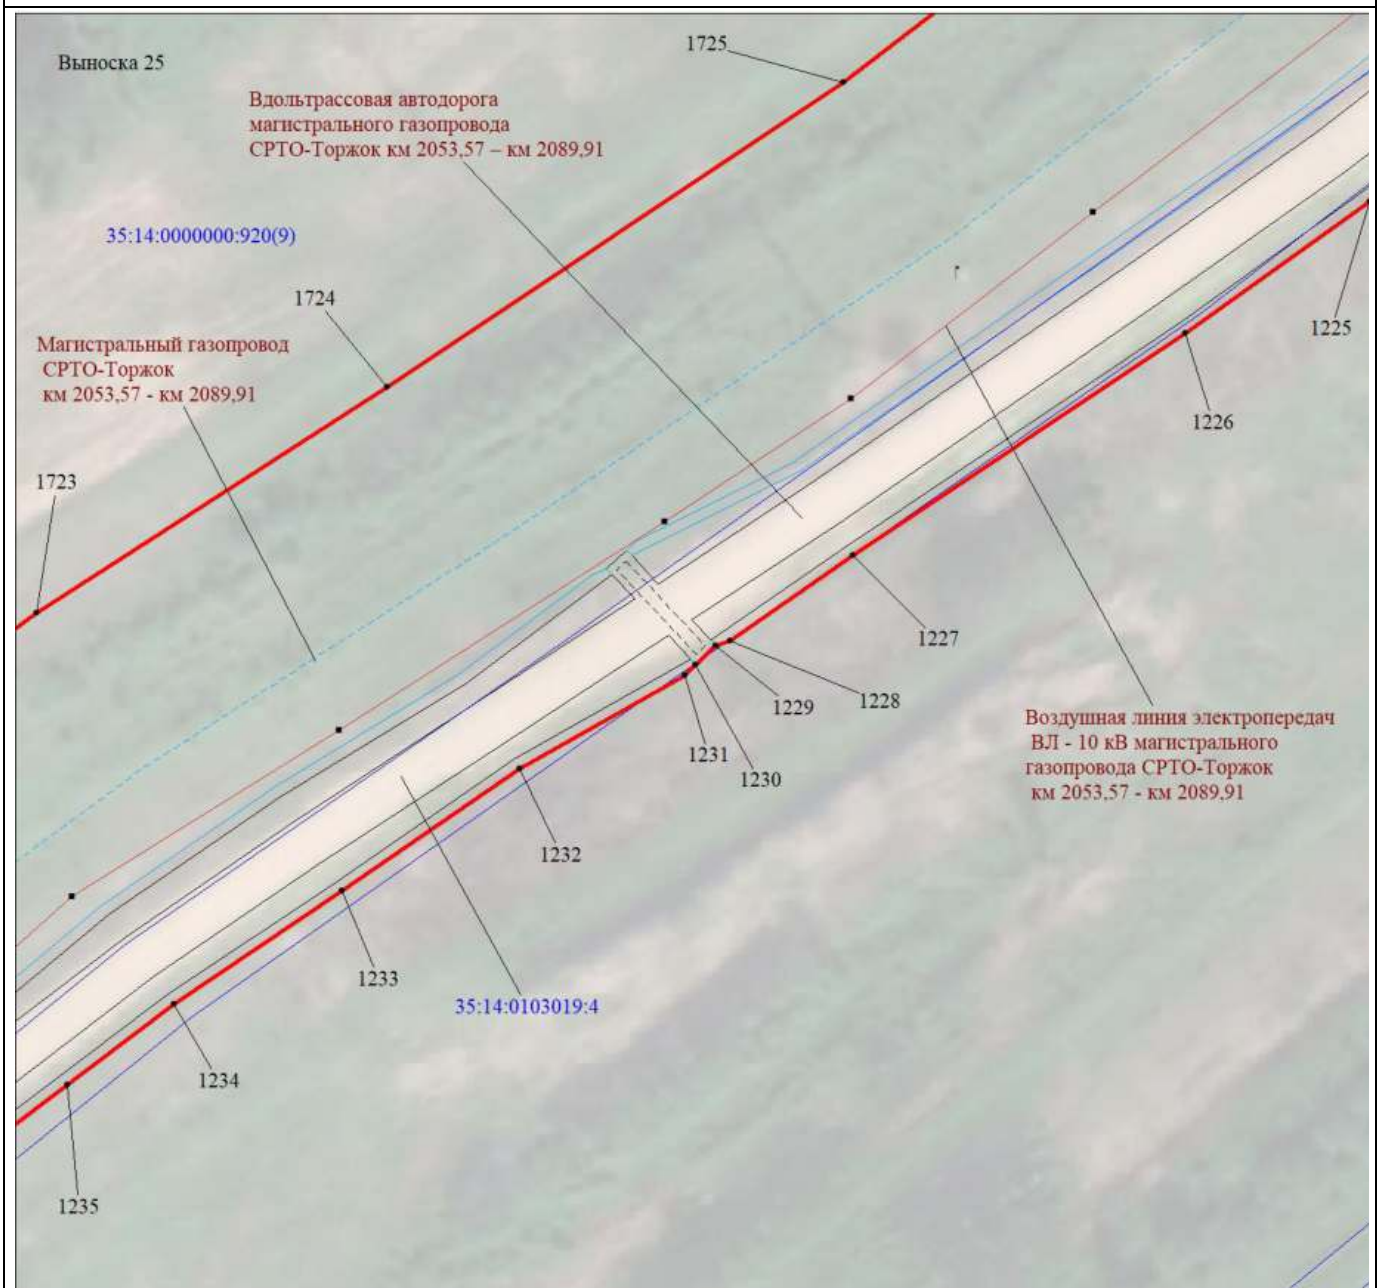 1725
Выноска 25
Вдольтрассовая автодорога
магистрального газопровода
СРТО-Торжок км 2053,57 – км 2089,91
35:14:0000000:920(9)
1724
1225
Магистральный газопровод
СРТО-Торжок
км 2053,57 - км 2089,91
1226
1723
1227
1228
1229
Воздушная линия электропередач
ВЛ - 10 кВ магистрального
газопровода СРТО-Торжок
км 2053,57 - км 2089,91
1231
1230
1232
1233
35:14:0103019:4
1234
1235